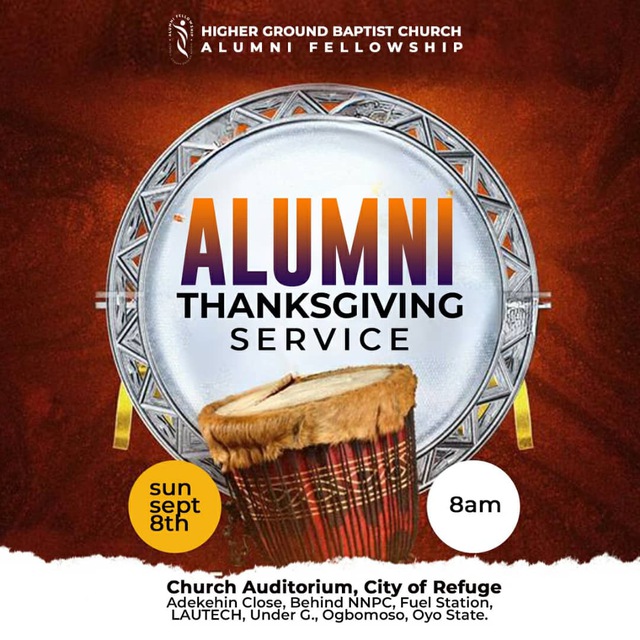 HIGHER GROUND BAPTIST CHURCH
ALUMNI FELLOWSHIP
ALUMNI
THANKSGIVING
SERVICE
sun
sept
8th
8am
Church Auditorium, City of Refuge
Adekehin Close, Behind NNPC, Fuel Station,
LAUTECH, Under G., Ogbomoso, Oyo State.